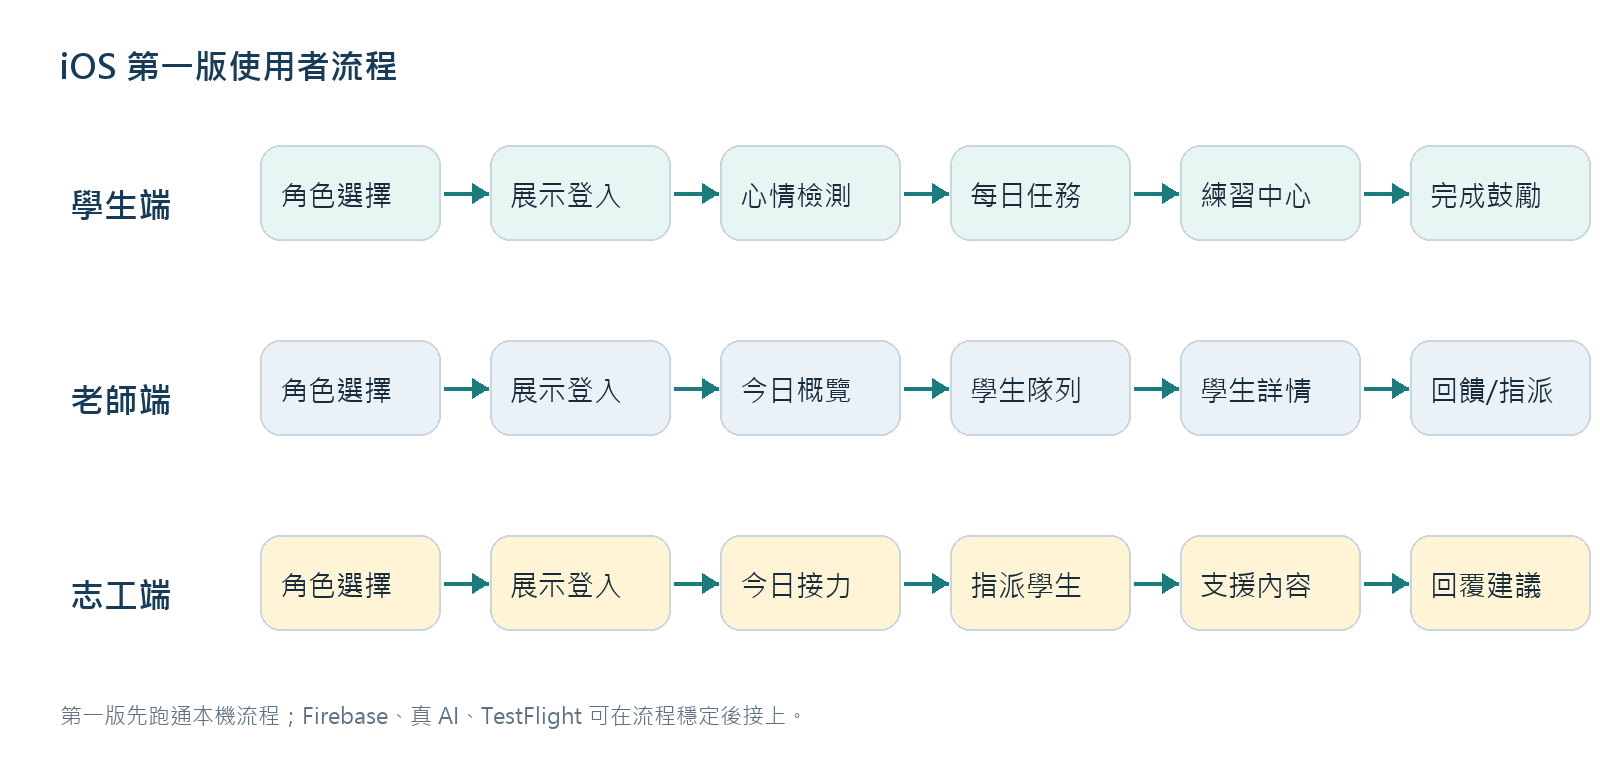 iOS 第一版使用者流程
學生端 角色選擇 展示登入 心情檢測 每日任務 練習中心 完成鼓勵
老師端 角色選擇 展示登入 今日概覽 學生隊列 學生詳情 回饋/指派
志工端 角色選擇 展示登入 今日接力 指派學生 支援內容 回覆建議
第一版先跑通本機流程；Firebase、真 AI、TestFlight 可在流程穩定後接上。